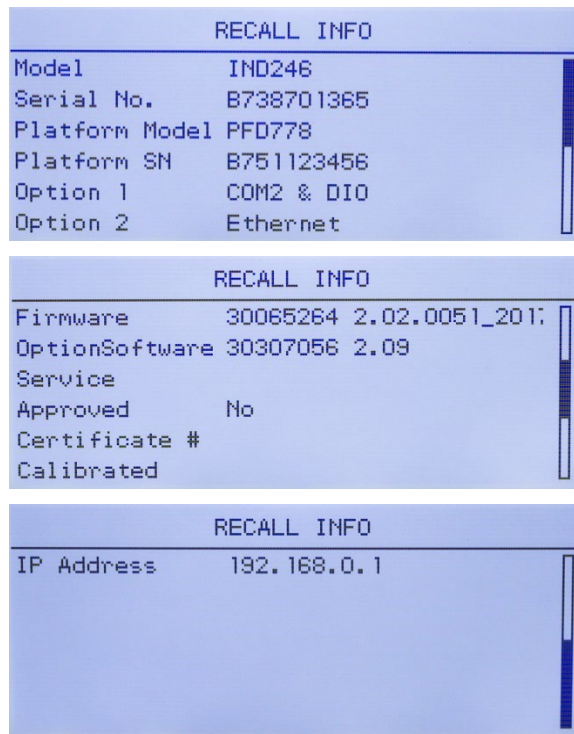 RECALL INFO
Model IND246
Serial No. B738701365
Platform Model PFD778
Platform SN B751123456
Option 1 COM2 & DIO
Option 2 Ethernet
RECALL INFO
Firmware 30065264 2.02.0051_201
OptionSoftware 30307056 2.09
Service
Approved No
Certificate #
Calibrated
RECALL INFO
IP Address 192.168.0.1